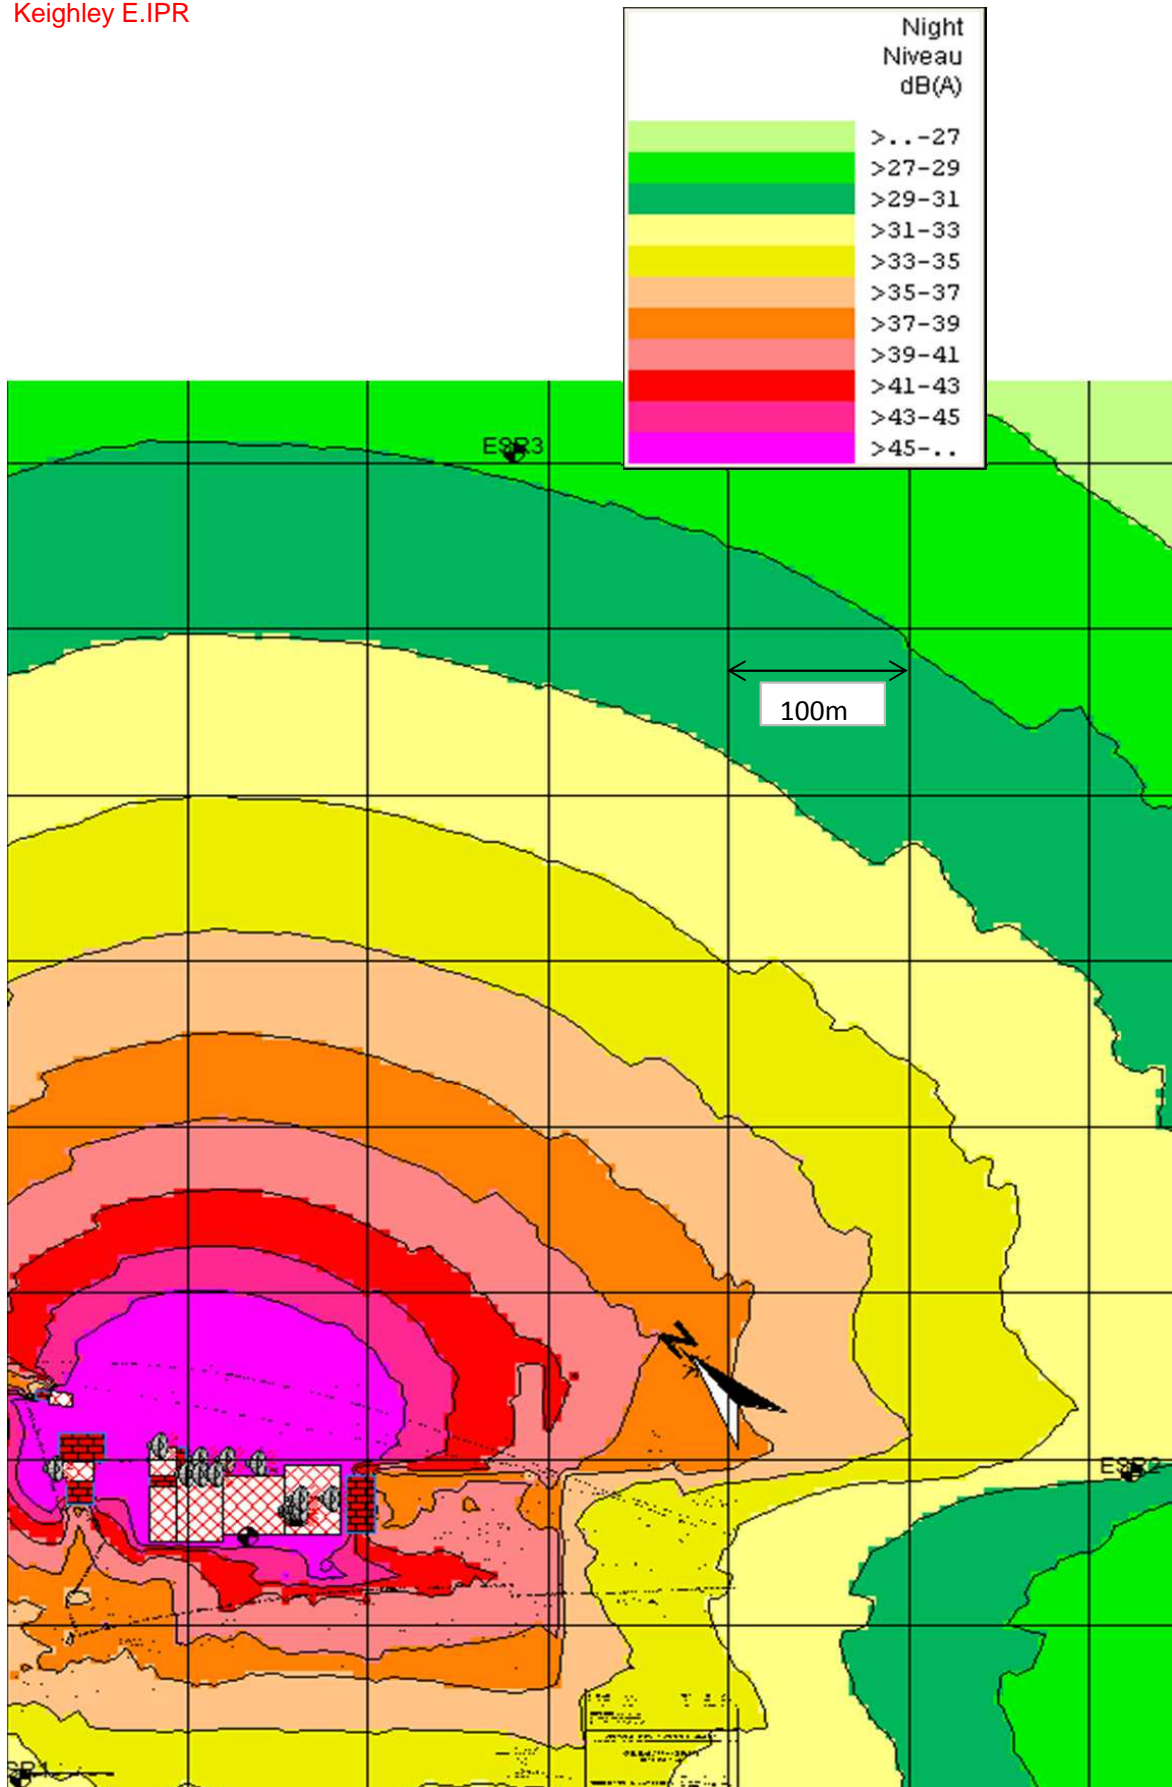 Keighley E.IPR
Night
Niveau
dB(A)
>..-27
>27-29
>29-31
>31-33
>33-35
>35-37
>37-39
>39-41
>41-43
>43-45
>45-..
ESR3
100m
N
ESR2
SR1